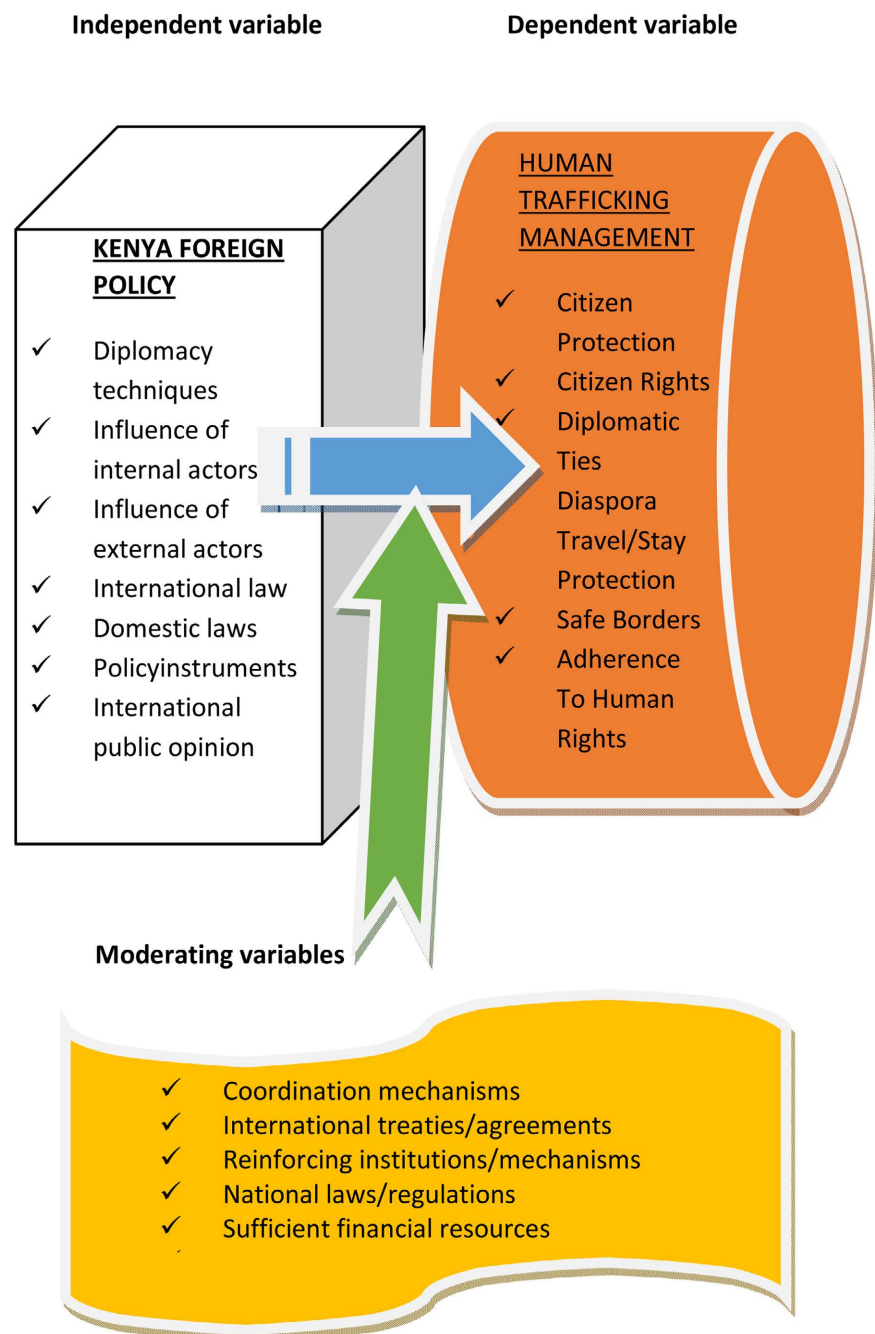 Independent variable
Dependent variable
KENYA FOREIGN
POLICY
✓ Diplomacy
techniques
✓ Influence of
internal actors
✓ Influence of
external actors
✓ International law
✓ Domestic laws
✓ Policyinstruments
✓ International
public opinion
HUMAN
TRAFFICKING
MANAGEMENT
✓ Citizen
Protection
✓ Citizen Rights
✓ Diplomatic
Ties
Diaspora
Travel/Stay
Protection
✓ Safe Borders
✓ Adherence
To Human
Rights
Moderating variables
✓ Coordination mechanisms
✓ International treaties/agreements
✓ Reinforcing institutions/mechanisms
✓ National laws/regulations
✓ Sufficient financial resources